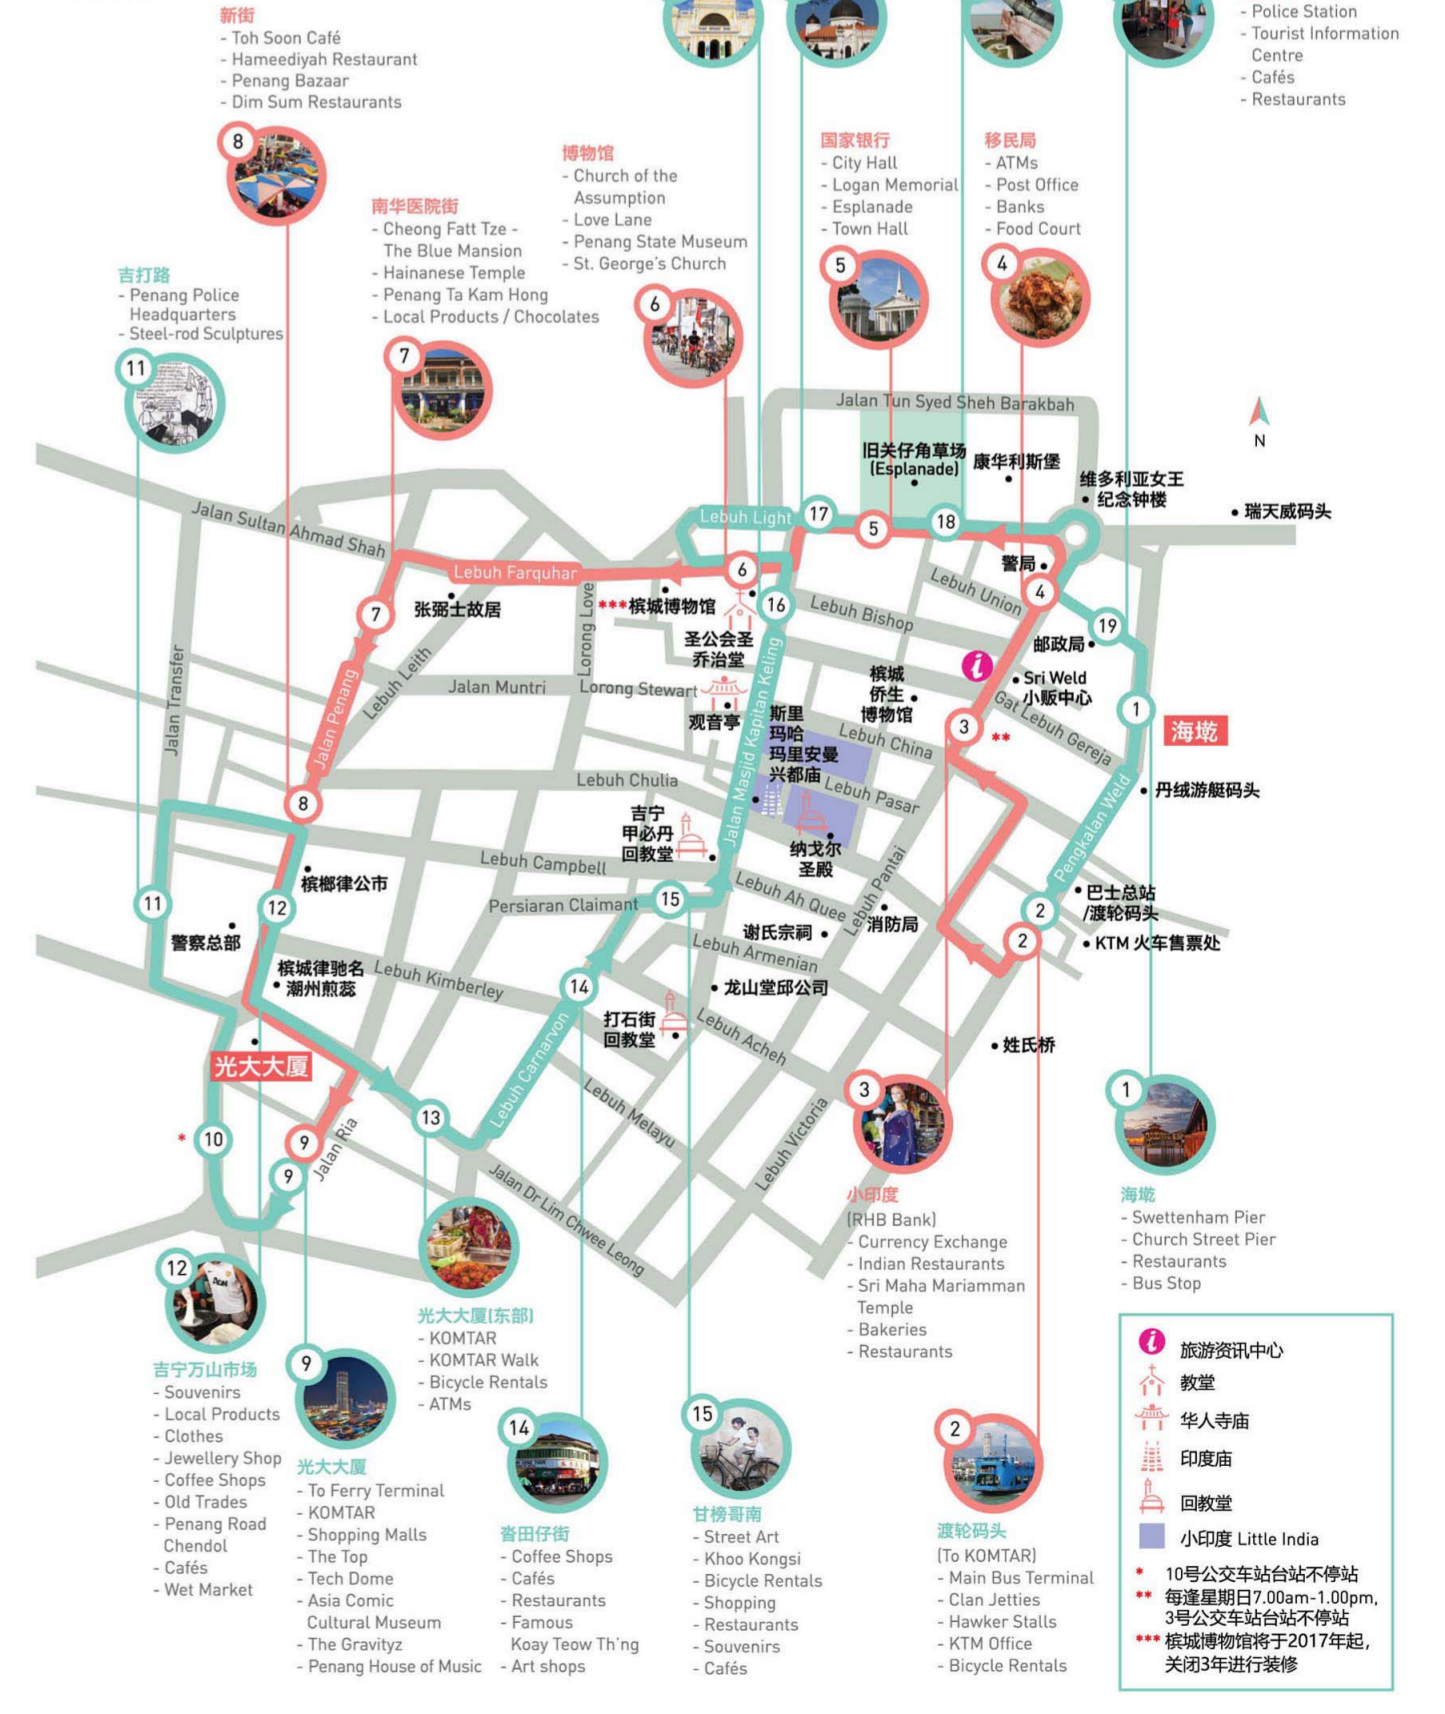 新街
- Toh Soon Café
- Hameediyah Restaurant
- Penang Bazaar
- Dim Sum Restaurants
8
- Police Station
- Tourist Information
Centre
- Cafés
- Restaurants
博物馆
- Church of the
Assumption
- Love Lane
- Penang State Museum
- St. George's Church
6
国家银行
- City Hall
- Logan Memorial
- Esplanade
- Town Hall
5
移民局
- ATMs
- Post Office
- Banks
- Food Court
4
南华医院街
- Cheong Fatt Tze -
The Blue Mansion
- Hainanese Temple
- Penang Ta Kam Hong
- Local Products / Chocolates
7
吉打路
- Penang Police
Headquarters
- Steel-rod Sculptures
11
N
Jalan Tun Syed Sheh Barakbah
旧关仔角草场
(Esplanade)
康华利斯堡
维多利亚女王
纪念钟楼
瑞天咸码头
Jalan Sultan Ahmad Shah
Lebuh Light
17
5
18
警局
Lebuh Farquhar
6
4
Lebuh Union
7
张弼士故居
Lorong Love
***槟城博物馆
16
Lebuh Bishop
19
邮政局
圣公会圣
乔治堂
Jalan Transfer
Jalan Penang
Lebuh Leith
Jalan Muntri
Lorong Stewart
观音亭
Jalan Masjid Kapitan Keling
槟城
侨生
博物馆
i
Sri Weld
小贩中心
Gat Lebuh Gereja
1
海墘
3
**
斯里
玛哈
玛里安曼
兴都庙
Lebuh China
Lebuh Chulia
Lebuh Pasar
丹绒游艇码头
8
吉宁
甲必丹
回教堂
纳戈尔
圣殿
Pengkalan Weld
Lebuh Campbell
槟榔律公市
Lebuh Pantai
Lebuh Ah Quee
11
12
Persiaran Claimant
15
消防局
2
巴士总站
/渡轮码头
2
KTM 火车售票处
警察总部
谢氏宗祠
Lebuh Armenian
槟城律驰名
潮州煎蕊
Lebuh Kimberley
14
龙山堂邱公司
打石街
回教堂
Lebuh Acheh
姓氏桥
光大大厦
Lebuh Carnarvon
Lebuh Melayu
Lebuh Victoria
13
* 10
9
9
Jalan Ria
Jalan Dr Lim Chwee Leong
3
小印度
(RHB Bank)
- Currency Exchange
- Indian Restaurants
- Sri Maha Mariamman
Temple
- Bakeries
- Restaurants
1
海墘
- Swettenham Pier
- Church Street Pier
- Restaurants
- Bus Stop
12
吉宁万山市场
- Souvenirs
- Local Products
- Clothes
- Jewellery Shop
- Coffee Shops
- Old Trades
- Penang Road
Chendol
- Cafés
- Wet Market
9
光大大厦
- To Ferry Terminal
- KOMTAR
- Shopping Malls
- The Top
- Tech Dome
- Asia Comic
Cultural Museum
- The Gravityz
- Penang House of Music
光大大厦(东部)
- KOMTAR
- KOMTAR Walk
- Bicycle Rentals
- ATMs
14
沓田仔街
- Coffee Shops
- Cafés
- Restaurants
- Famous
Koay Teow Th'ng
- Art shops
15
甘榜哥南
- Street Art
- Khoo Kongsi
- Bicycle Rentals
- Shopping
- Restaurants
- Souvenirs
- Cafés
2
渡轮码头
(To KOMTAR)
- Main Bus Terminal
- Clan Jetties
- Hawker Stalls
- KTM Office
- Bicycle Rentals
i 旅游资讯中心
教堂
华人寺庙
印度庙
回教堂
小印度 Little India
* 10号公交车站台站不停站
** 每逢星期日7.00am-1.00pm,
3号公交车站台站不停站
*** 槟城博物馆将于2017年起,
关闭3年进行装修